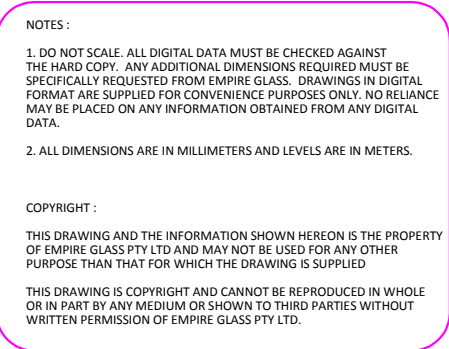 NOTES :
1. DO NOT SCALE. ALL DIGITAL DATA MUST BE CHECKED AGAINST
THE HARD COPY. ANY ADDITIONAL DIMENSIONS REQUIRED MUST BE
SPECIFICALLY REQUESTED FROM EMPIRE GLASS. DRAWINGS IN DIGITAL
FORMAT ARE SUPPLIED FOR CONVENIENCE PURPOSES ONLY. NO RELIANCE
MAY BE PLACED ON ANY INFORMATION OBTAINED FROM ANY DIGITAL
DATA.
2. ALL DIMENSIONS ARE IN MILLIMETERS AND LEVELS ARE IN METERS.
COPYRIGHT :
THIS DRAWING AND THE INFORMATION SHOWN HEREON IS THE PROPERTY
OF EMPIRE GLASS PTY LTD AND MAY NOT BE USED FOR ANY OTHER
PURPOSE THAN THAT FOR WHICH THE DRAWING IS SUPPLIED
THIS DRAWING IS COPYRIGHT AND CANNOT BE REPRODUCED IN WHOLE
OR IN PART BY ANY MEDIUM OR SHOWN TO THIRD PARTIES WITHOUT
WRITTEN PERMISSION OF EMPIRE GLASS PTY LTD.